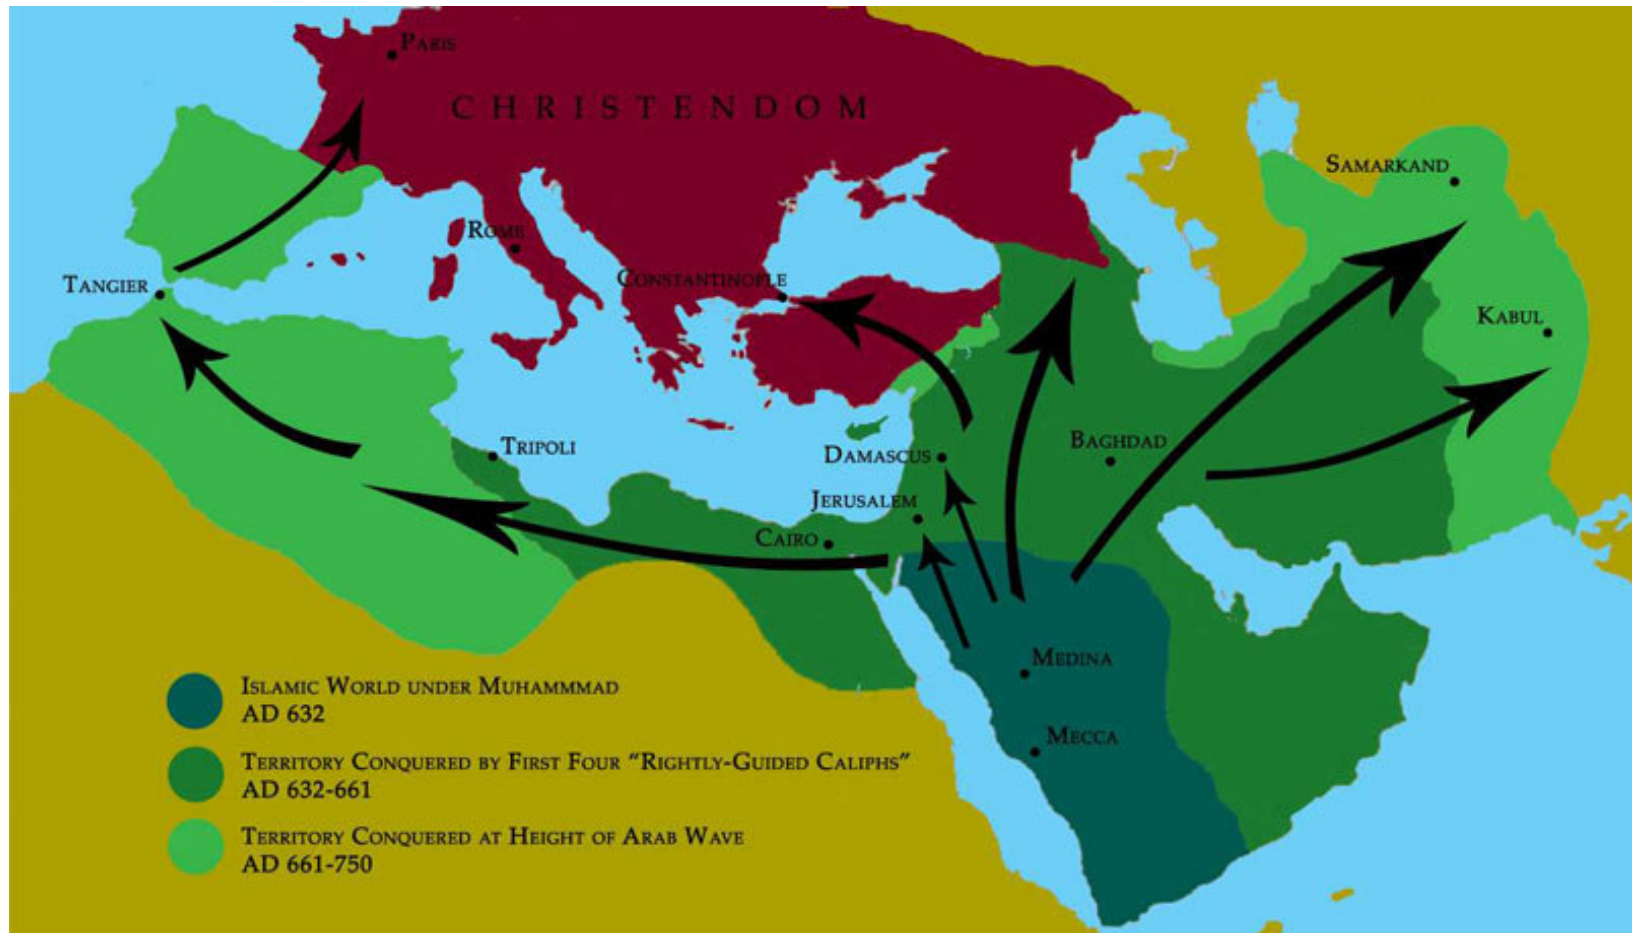 Paris
CHRISTENDOM
Samarkand
Rome
Constantinople
Tangier
Kabul
Tripoli
Baghdad
Damascus
Jerusalem
Cairo
Medina
Mecca
Islamic World under Muhammmad
AD 632
Territory Conquered by First Four "Rightly-Guided Caliphs"
AD 632-661
Territory Conquered at Height of Arab Wave
AD 661-750